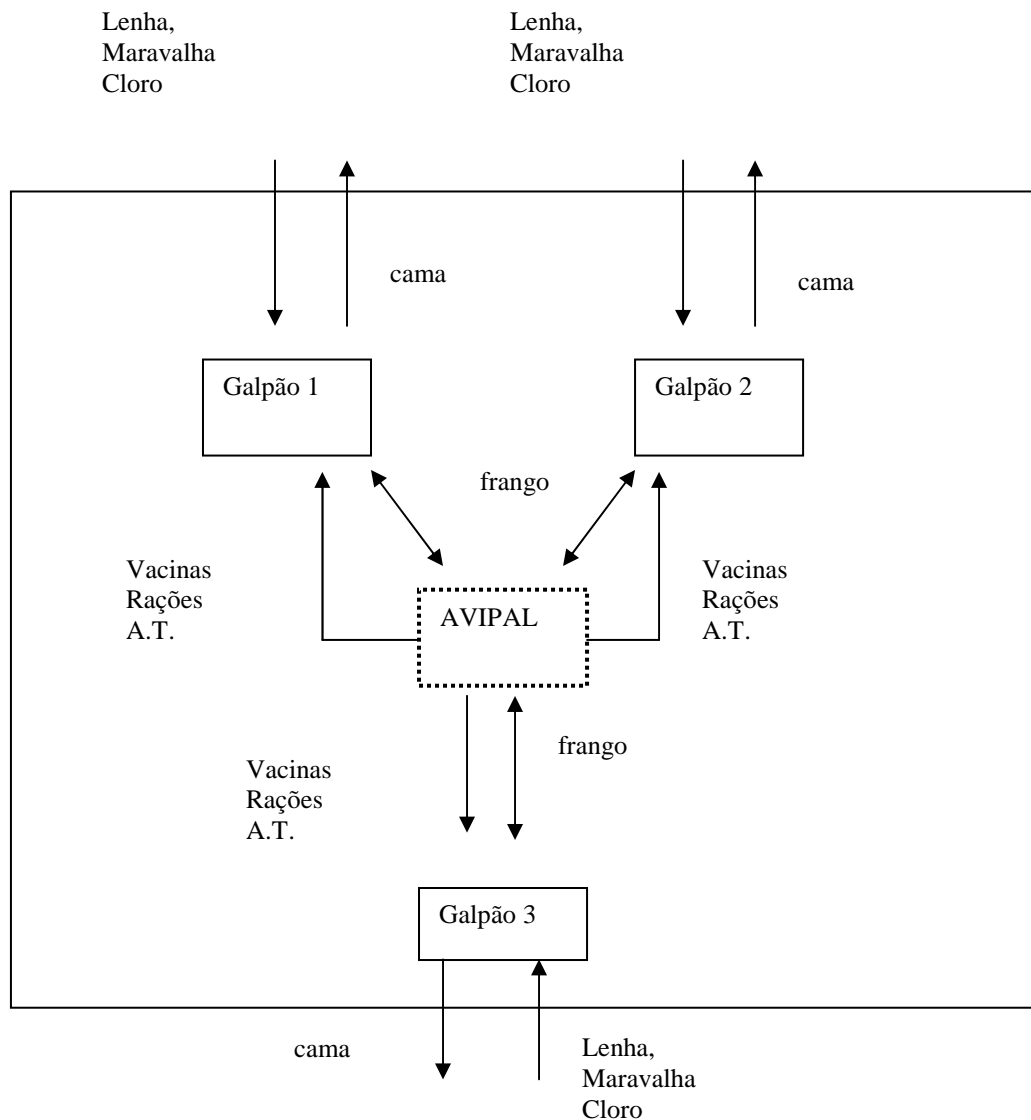 Lenha,
Maravalha
Cloro
Lenha,
Maravalha
Cloro
cama
cama
Galpão 1
Galpão 2
frango
Vacinas
Rações
A.T.
AVIPAL
Vacinas
Rações
A.T.
frango
Vacinas
Rações
A.T.
Galpão 3
cama
Lenha,
Maravalha
Cloro